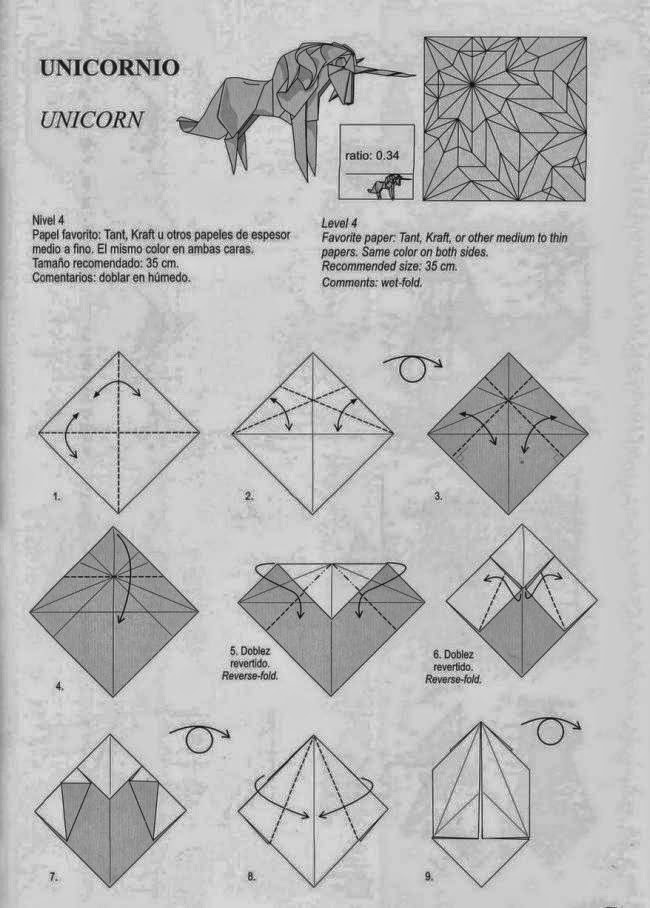 UNICORNIO
UNICORN
ratio: 0.34
Nivel 4
Papel favorito: Tant, Kraft u otros papeles de espesor
medio a fino. El mismo color en ambas caras.
Tamaño recomendado: 35 cm.
Comentarios: doblar en húmedo.
Level 4
Favorite paper: Tant, Kraft, or other medium to thin
papers. Same color on both sides.
Recommended size: 35 cm.
Comments: wet-fold.
1.
2.
3.
4.
5. Doblez
revertido.
Reverse-fold.
6. Doblez
revertido.
Reverse-fold.
7.
8.
9.